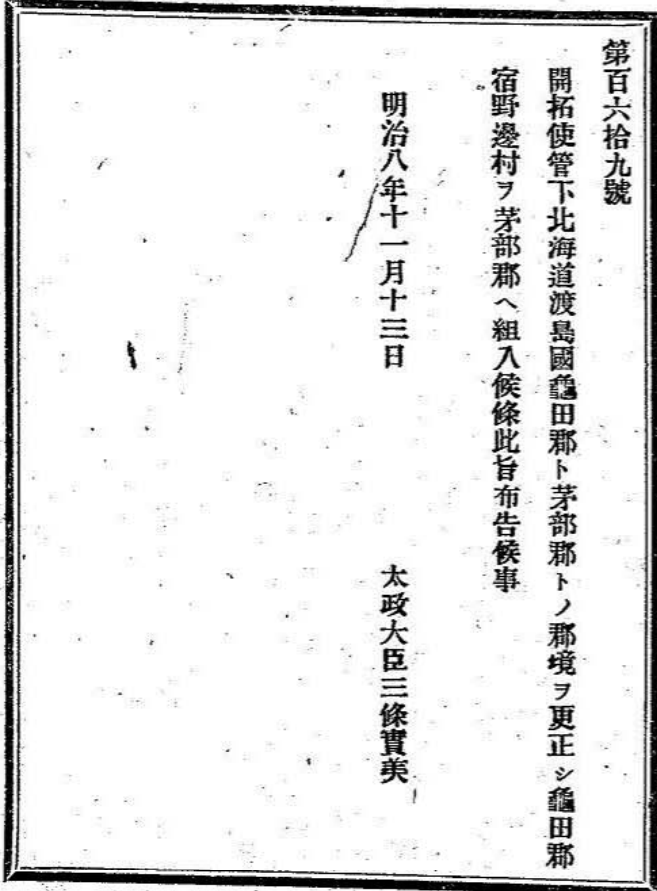 第百六拾九號
開拓使管下北海道渡島國龜田郡ト茅部郡トノ郡境ヲ更正シ龜田郡
宿野邊村ヲ茅部郡ヘ組入候條此旨布告候事
明治八年十一月十三日
太政大臣三條實美